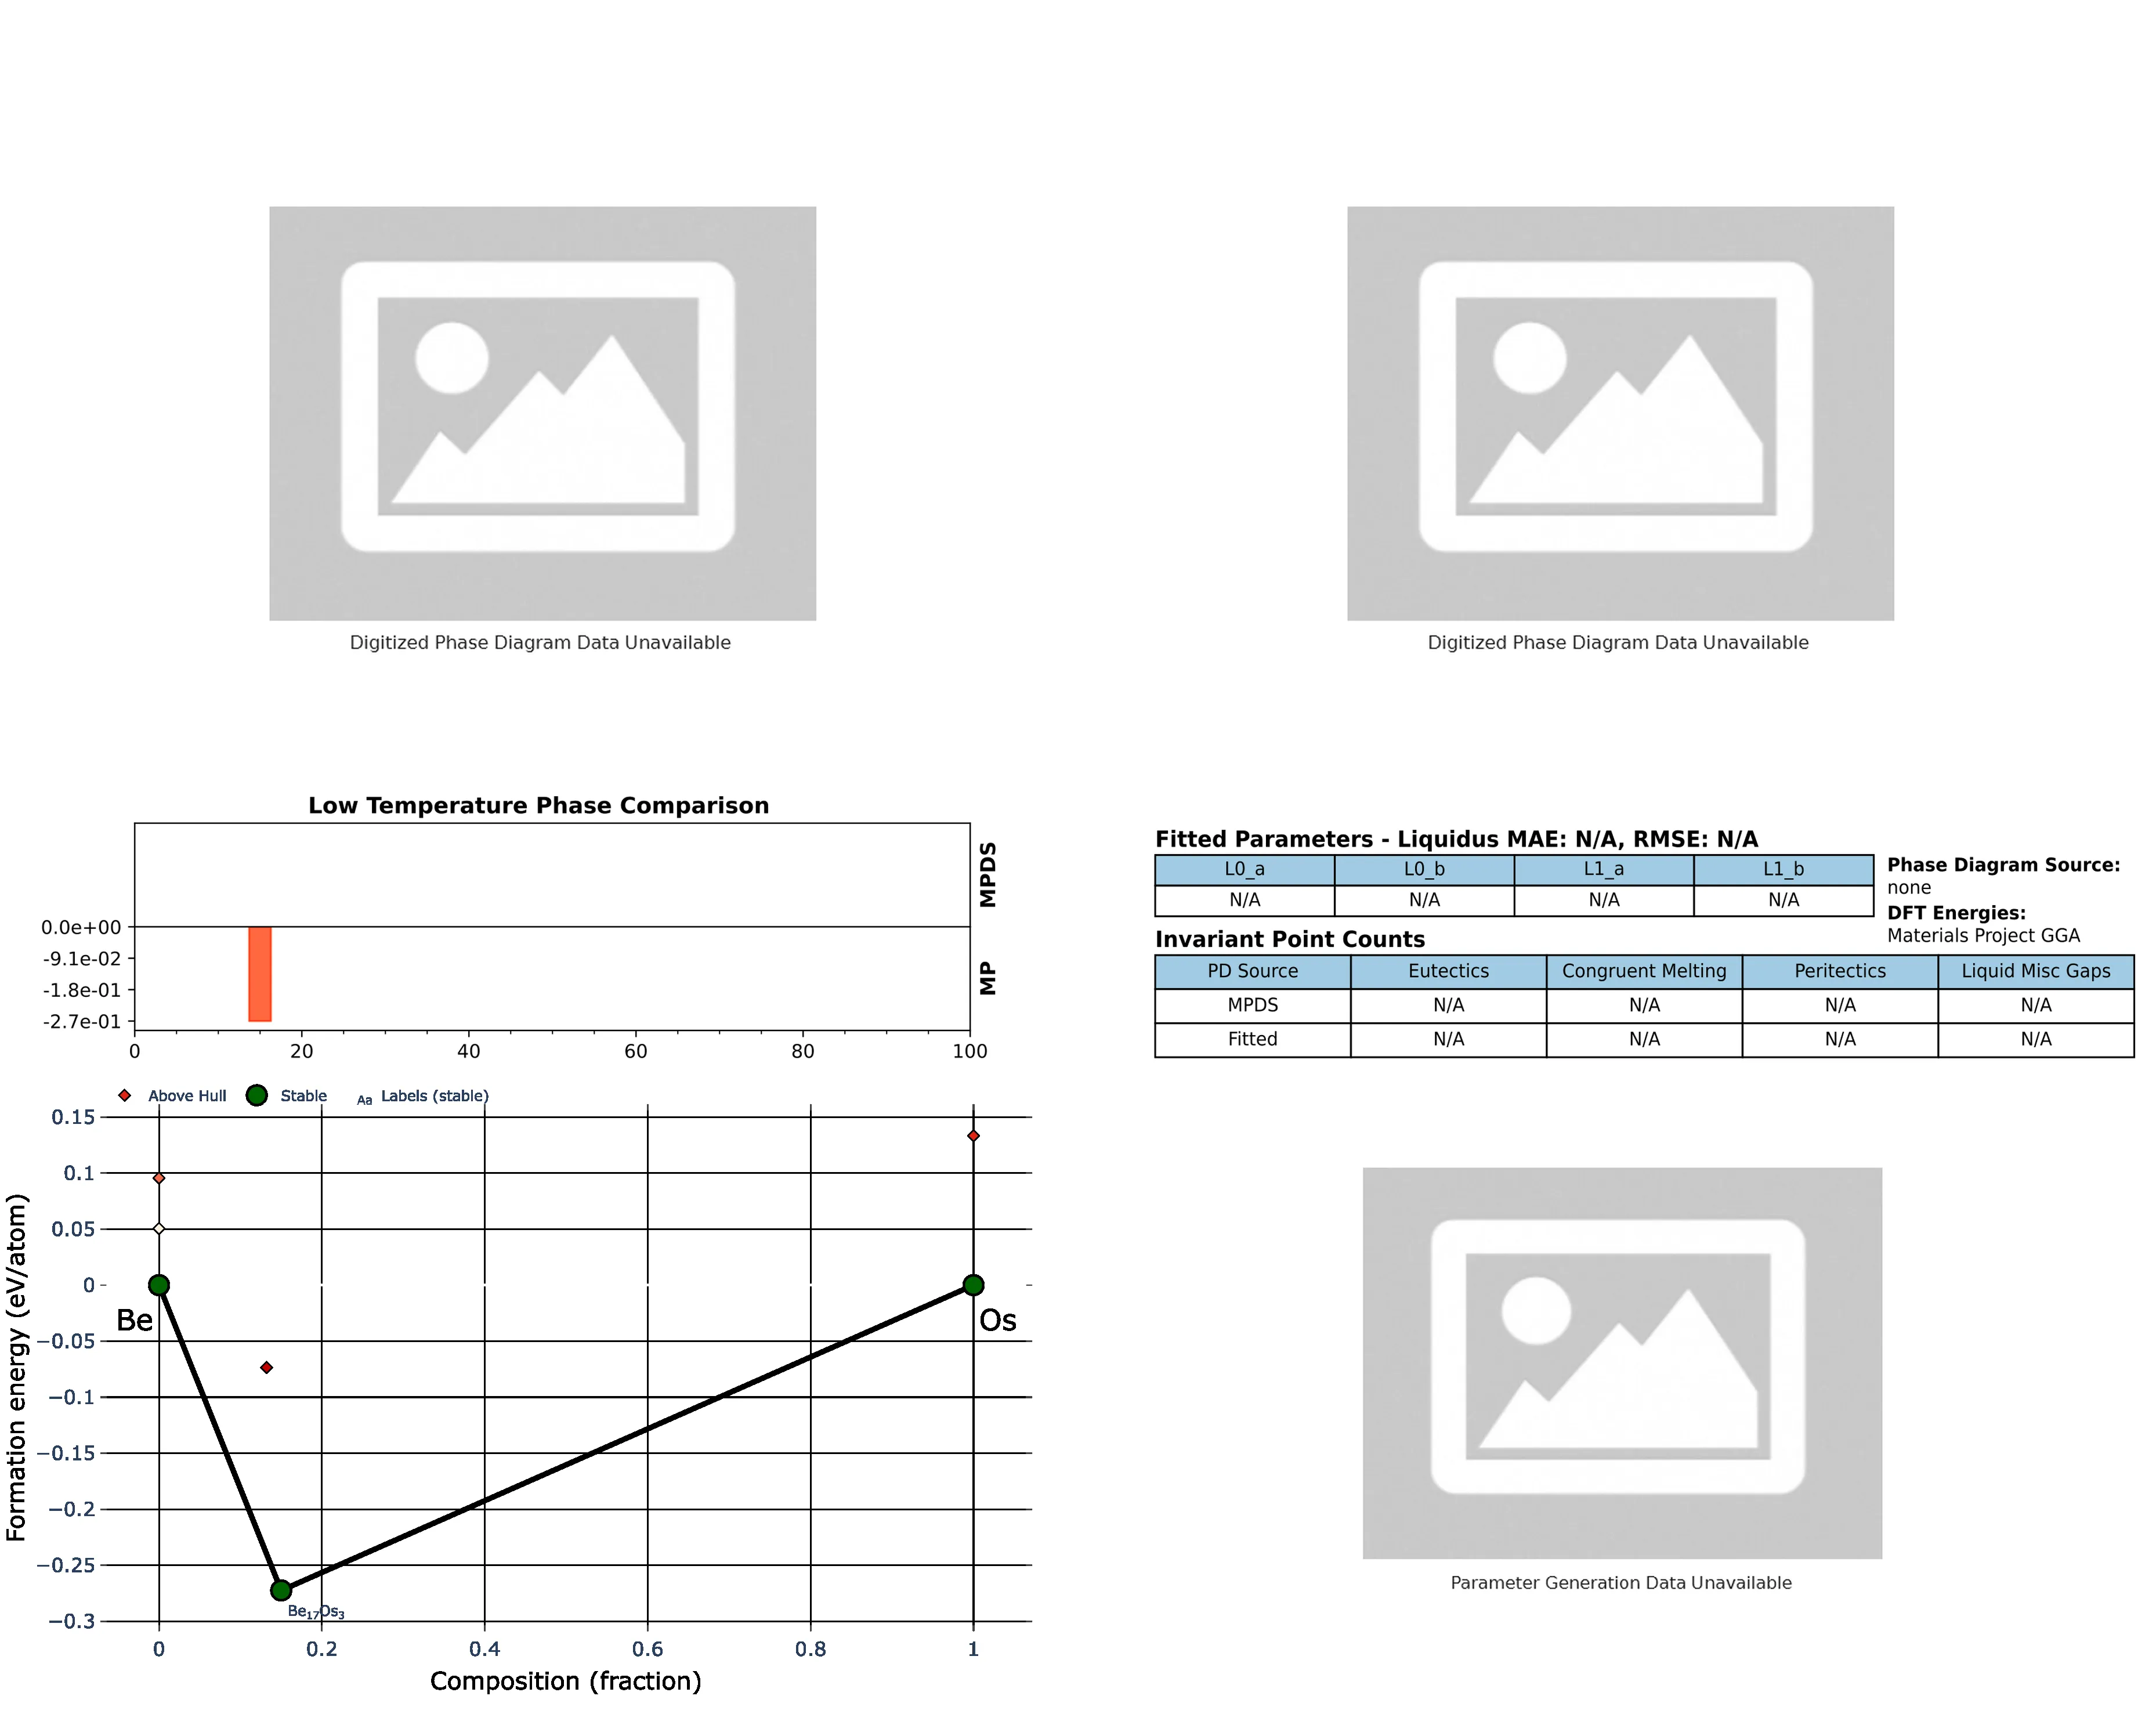 Digitized Phase Diagram Data Unavailable
Digitized Phase Diagram Data Unavailable
Low Temperature Phase Comparison
MPDS
MP
0.0e+00
-9.1e-02
-1.8e-01
-2.7e-01
0 20 40 60 80 100
Fitted Parameters - Liquidus MAE: N/A, RMSE: N/A
L0_a L0_b L1_a L1_b
N/A N/A N/A N/A
Phase Diagram Source:
none
DFT Energies:
Materials Project GGA
Invariant Point Counts
PD Source Eutectics Congruent Melting Peritectics Liquid Misc Gaps
MPDS N/A N/A N/A N/A
Fitted N/A N/A N/A N/A
Above Hull Stable Aa Labels (stable)
0.15
0.1
0.05
0
−0.05
−0.1
−0.15
−0.2
−0.25
−0.3
Formation energy (eV/atom)
Be
Os
Be₁₇Os₃
0 0.2 0.4 0.6 0.8 1
Composition (fraction)
Parameter Generation Data Unavailable